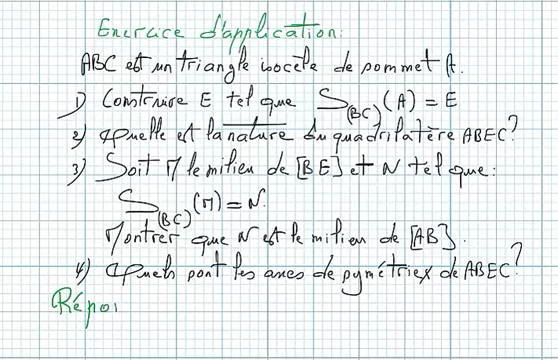 Exercice d'application:
ABC est un triangle isocèle de sommet A.
1) Construire E tel que S(BC)(A) = E
2) Quelle est la nature du quadrilatère ABEC?
3) Soit M le milieu de [BE] et N tel que:
S(BC)(M) = N.
Montrer que N est le milieu de [AB].
4) Quels sont les axes de symétries de ABEC?
Répo